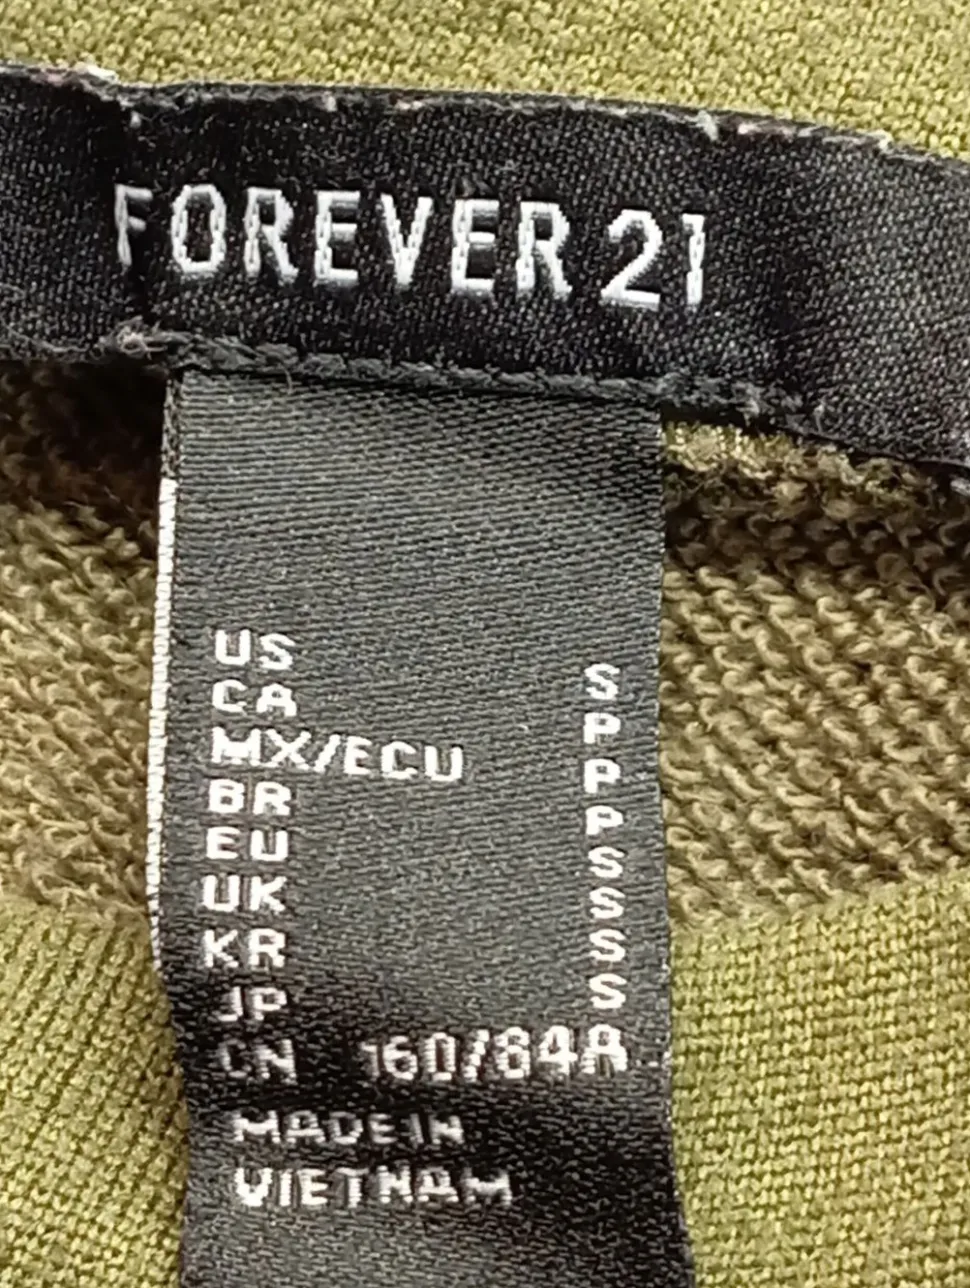 FOREVER 21
US S
CA P
MX/ECU P
BR P
EU S
UK S
KR S
JP S
CN 160/84A
MADE IN
VIETNAM